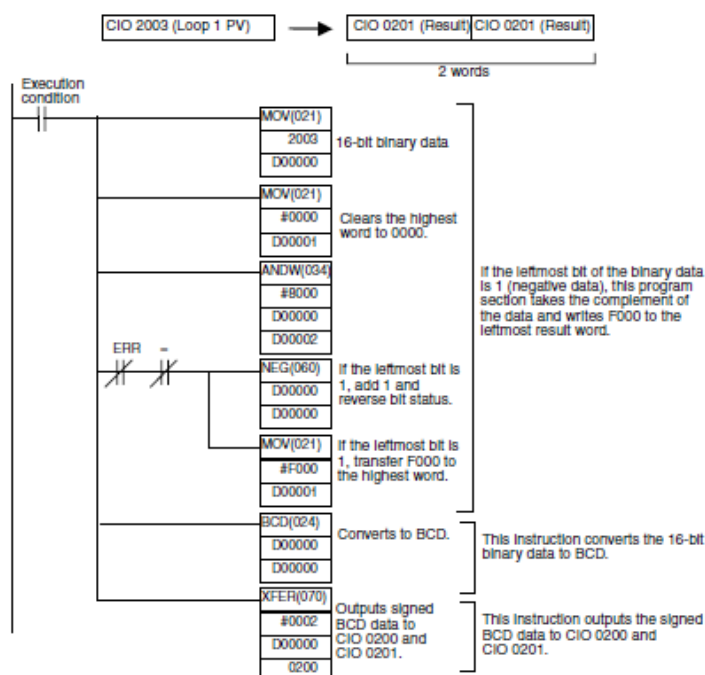 CIO 2003 (Loop 1 PV)
CIO 0201 (Result)
CIO 0201 (Result)
2 words
Execution
condition
MOV(021)
2003
D00000
16-bit binary data
MOV(021)
#0000
D00001
Clears the highest
word to 0000.
ANDW(034)
#8000
D00000
D00002
ERR
=
NEG(060)
D00000
D00000
If the leftmost bit is
1, add 1 and
reverse bit status.
MOV(021)
#F000
D00001
If the leftmost bit is
1, transfer F000 to
the highest word.
If the leftmost bit of the binary data
is 1 (negative data), this program
section takes the complement of
the data and writes F000 to the
leftmost result word.
BCD(024)
D00000
D00000
Converts to BCD.
This instruction converts the 16-bit
binary data to BCD.
XFER(070)
#0002
D00000
0200
Outputs signed
BCD data to
CIO 0200 and
CIO 0201.
This instruction outputs the signed
BCD data to CIO 0200 and
CIO 0201.